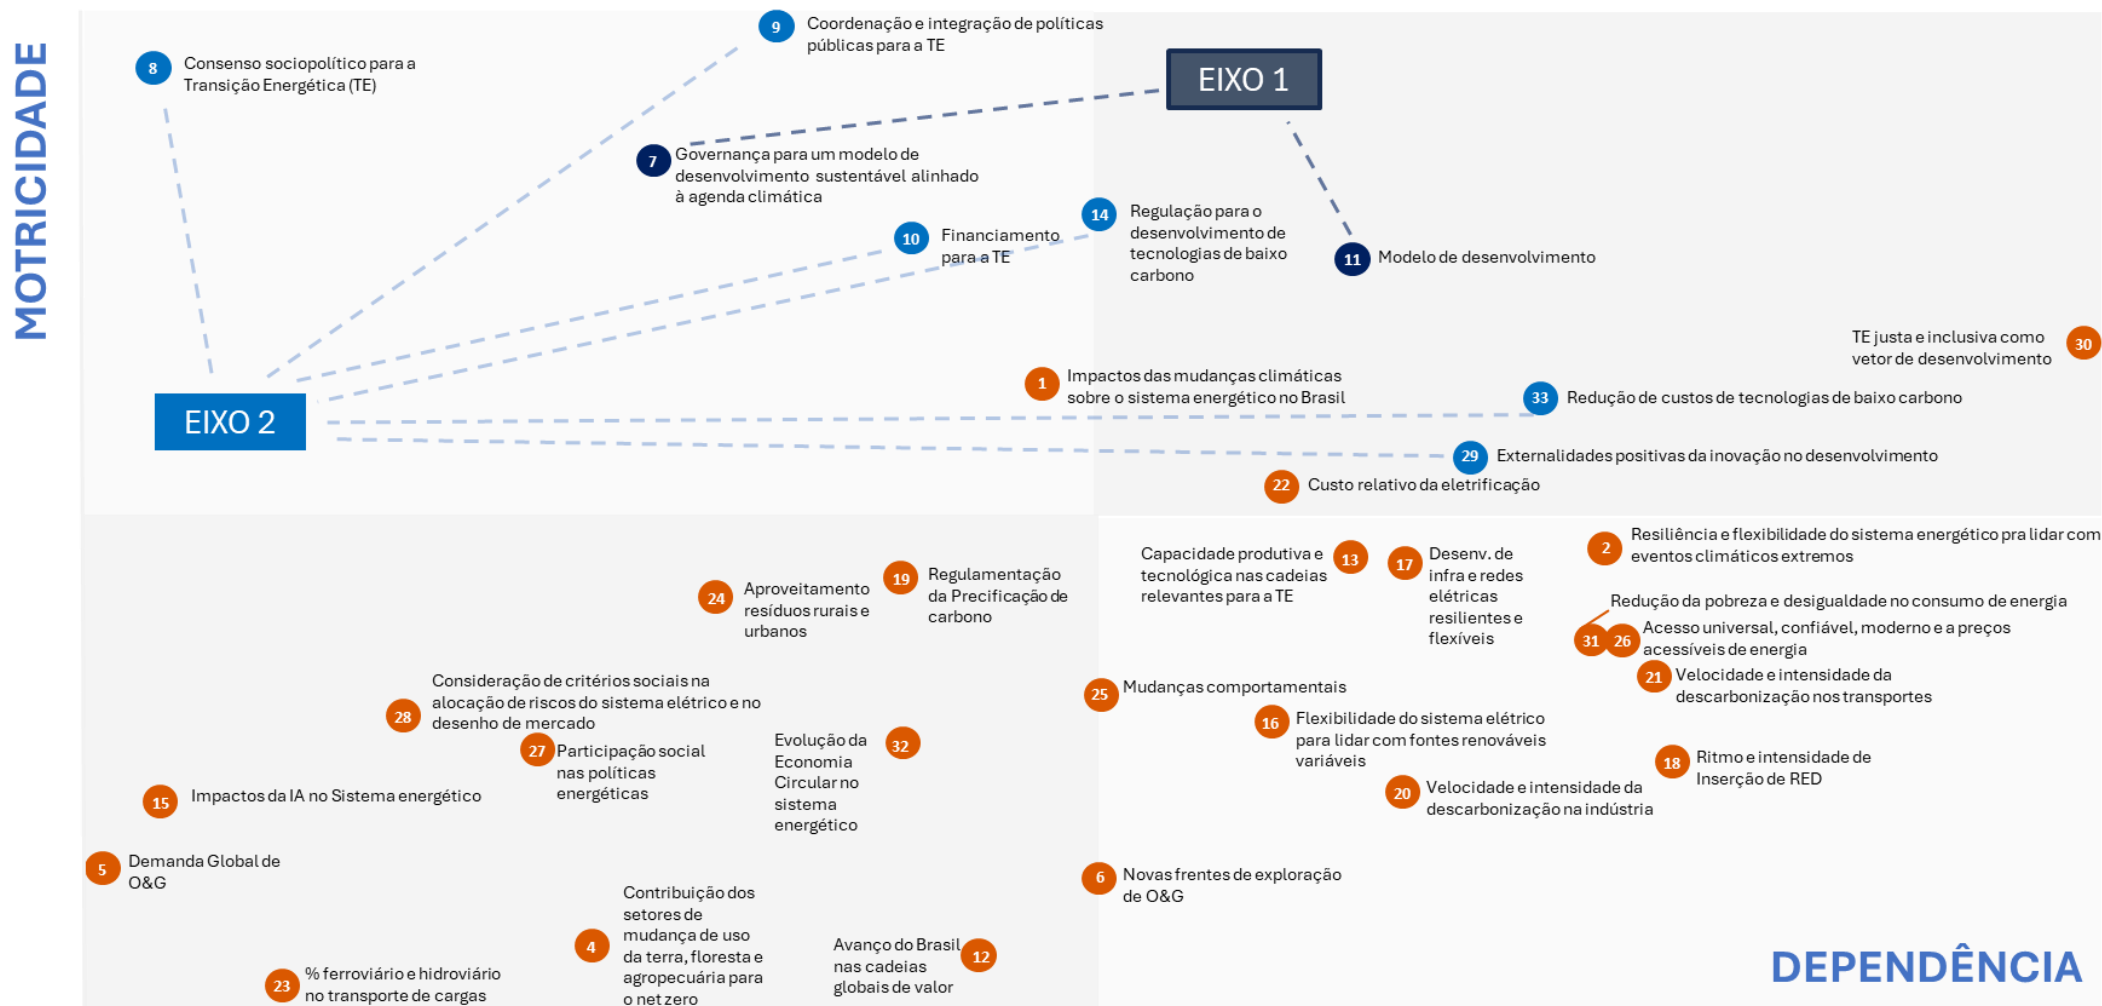 MOTRICIDADE
9
Coordenação e integração de políticas
públicas para a TE
8
Consenso sociopolítico para a
Transição Energética (TE)
EIXO 1
7
Governança para um modelo de
desenvolvimento sustentável alinhado
à agenda climática
14
Regulação para o
desenvolvimento de
tecnologias de baixo
carbono
10
Financiamento
para a TE
11
Modelo de desenvolvimento
TE justa e inclusiva como
vetor de desenvolvimento
30
1
Impactos das mudanças climáticas
sobre o sistema energético no Brasil
33
Redução de custos de tecnologias de baixo carbono
EIXO 2
29
Externalidades positivas da inovação no desenvolvimento
22
Custo relativo da eletrificação
2
Resiliência e flexibilidade do sistema energético pra lidar com
eventos climáticos extremos
Capacidade produtiva e
tecnológica nas cadeias
relevantes para a TE
13
17
Desenv. de
infra e redes
elétricas
resilientes e
flexíveis
24
Aproveitamento
resíduos rurais e
urbanos
19
Regulamentação
da Precificação de
carbono
Redução da pobreza e desigualdade no consumo de energia
31
26
Acesso universal, confiável, moderno e a preços
acessíveis de energia
21
Velocidade e intensidade da
descarbonização nos transportes
28
Consideração de critérios sociais na
alocação de riscos do sistema elétrico e no
desenho de mercado
25
Mudanças comportamentais
16
Flexibilidade do sistema elétrico
para lidar com fontes renováveis
variáveis
27
Participação social
nas políticas
energéticas
Evolução da
Economia
Circular no
sistema
energético
32
18
Ritmo e intensidade de
Inserção de RED
15
Impactos da IA no Sistema energético
20
Velocidade e intensidade da
descarbonização na indústria
5
Demanda Global de
O&G
6
Novas frentes de exploração
de O&G
4
Contribuição dos
setores de
mudança de uso
da terra, floresta e
agropecuária para
o net zero
Avanço do Brasil
nas cadeias
globais de valor
12
23
% ferroviário e hidroviário
no transporte de cargas
DEPENDÊNCIA